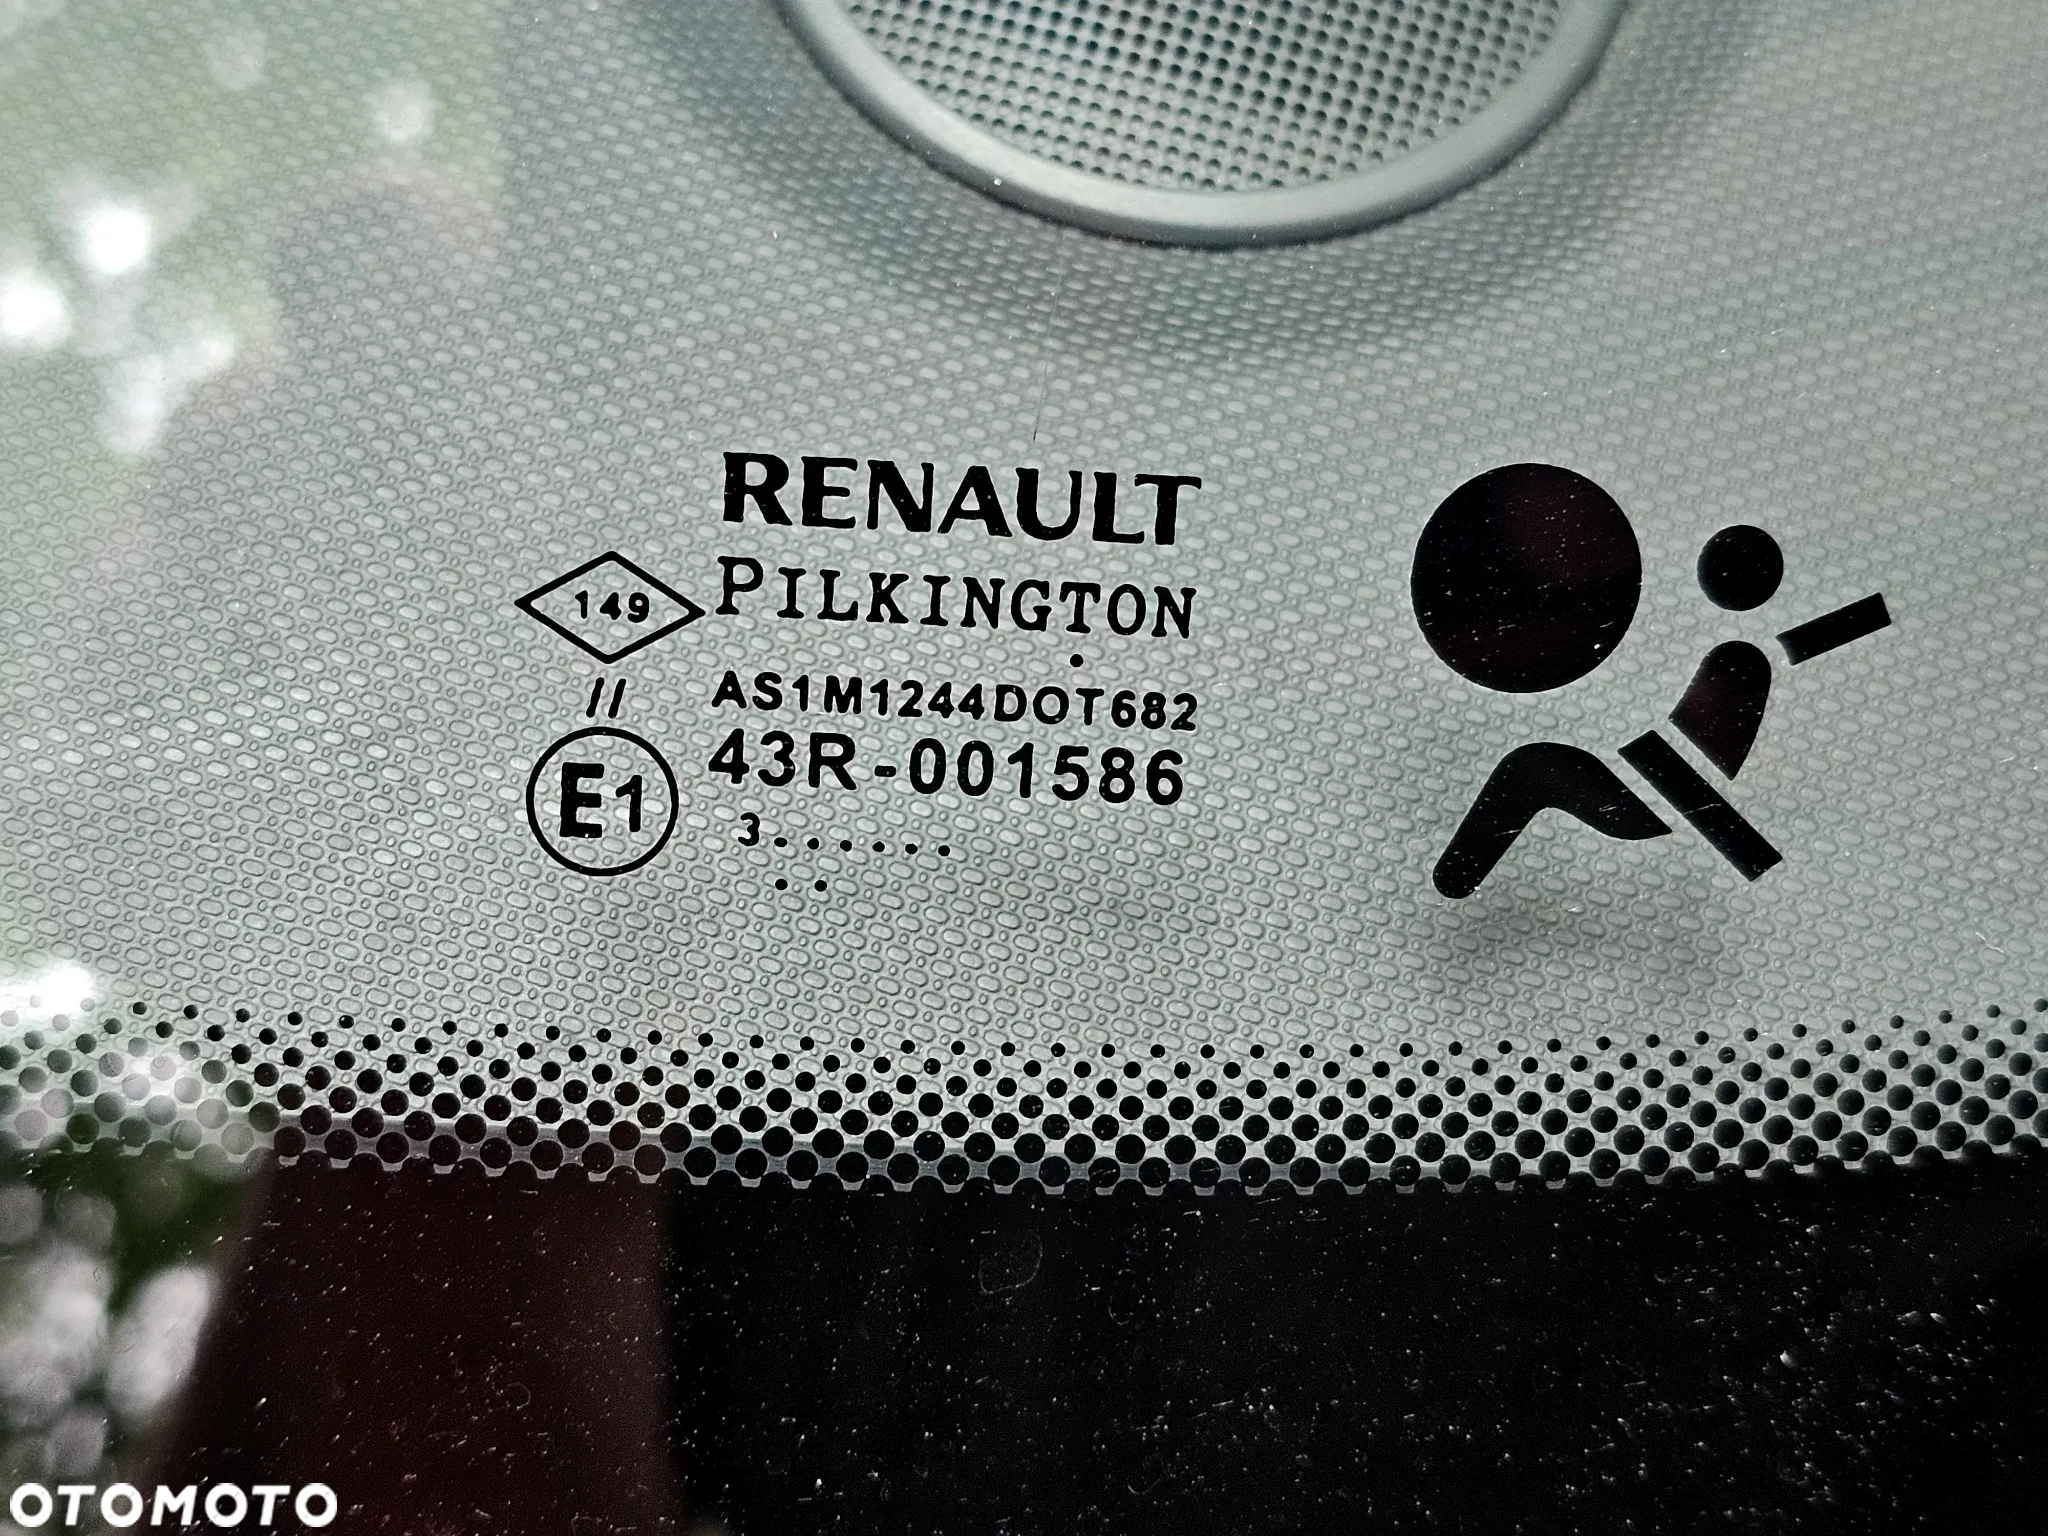 RENAULT
PILKINGTON
149
AS1M1244DOT682
//
43R-001586
E1
3......
..
OTOMOTO